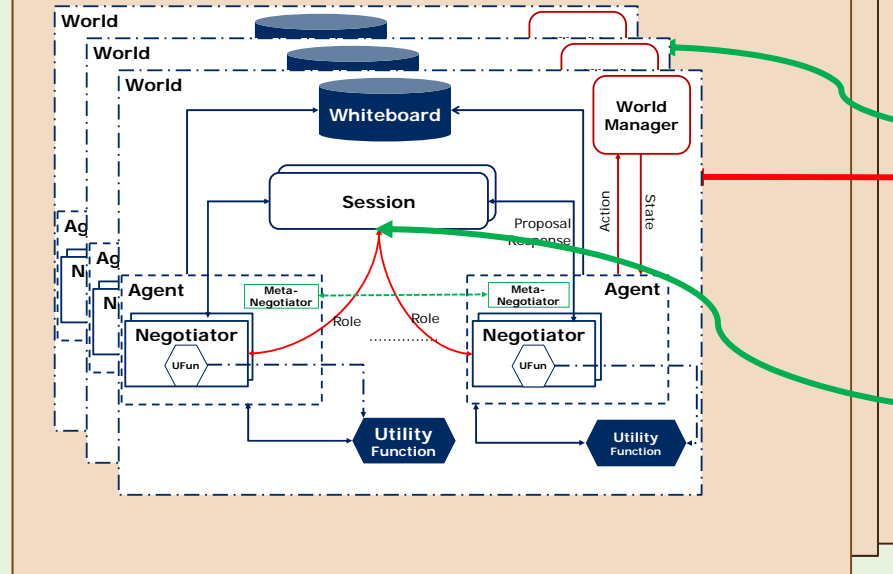 World
World
World
Whiteboard
World
Manager
Session
Action
State
Proposal
Response
Ag
Ag
N
N
Agent
Meta-
Negotiator
Meta-
Negotiator
Agent
Role
Role
Negotiator
UFun
Negotiator
UFun
Utility
Function
Utility
Function